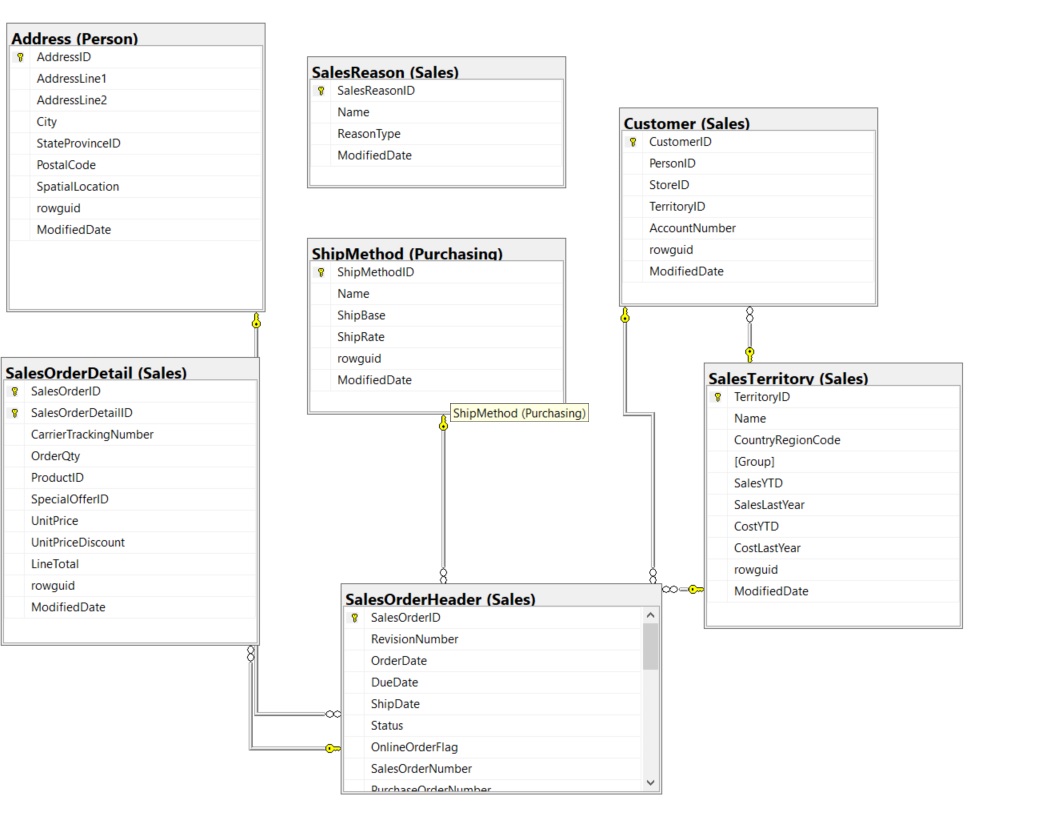 Address (Person)
AddressID
AddressLine1
AddressLine2
City
StateProvinceID
PostalCode
SpatialLocation
rowguid
ModifiedDate
SalesReason (Sales)
SalesReasonID
Name
ReasonType
ModifiedDate
Customer (Sales)
CustomerID
PersonID
StoreID
TerritoryID
AccountNumber
rowguid
ModifiedDate
ShipMethod (Purchasing)
ShipMethodID
Name
ShipBase
ShipRate
rowguid
ModifiedDate
ShipMethod (Purchasing)
SalesOrderDetail (Sales)
SalesOrderID
SalesOrderDetailID
CarrierTrackingNumber
OrderQty
ProductID
SpecialOfferID
UnitPrice
UnitPriceDiscount
LineTotal
rowguid
ModifiedDate
SalesTerritory (Sales)
TerritoryID
Name
CountryRegionCode
[Group]
SalesYTD
SalesLastYear
CostYTD
CostLastYear
rowguid
ModifiedDate
SalesOrderHeader (Sales)
SalesOrderID
RevisionNumber
OrderDate
DueDate
ShipDate
Status
OnlineOrderFlag
SalesOrderNumber
PurchaseOrderNumber